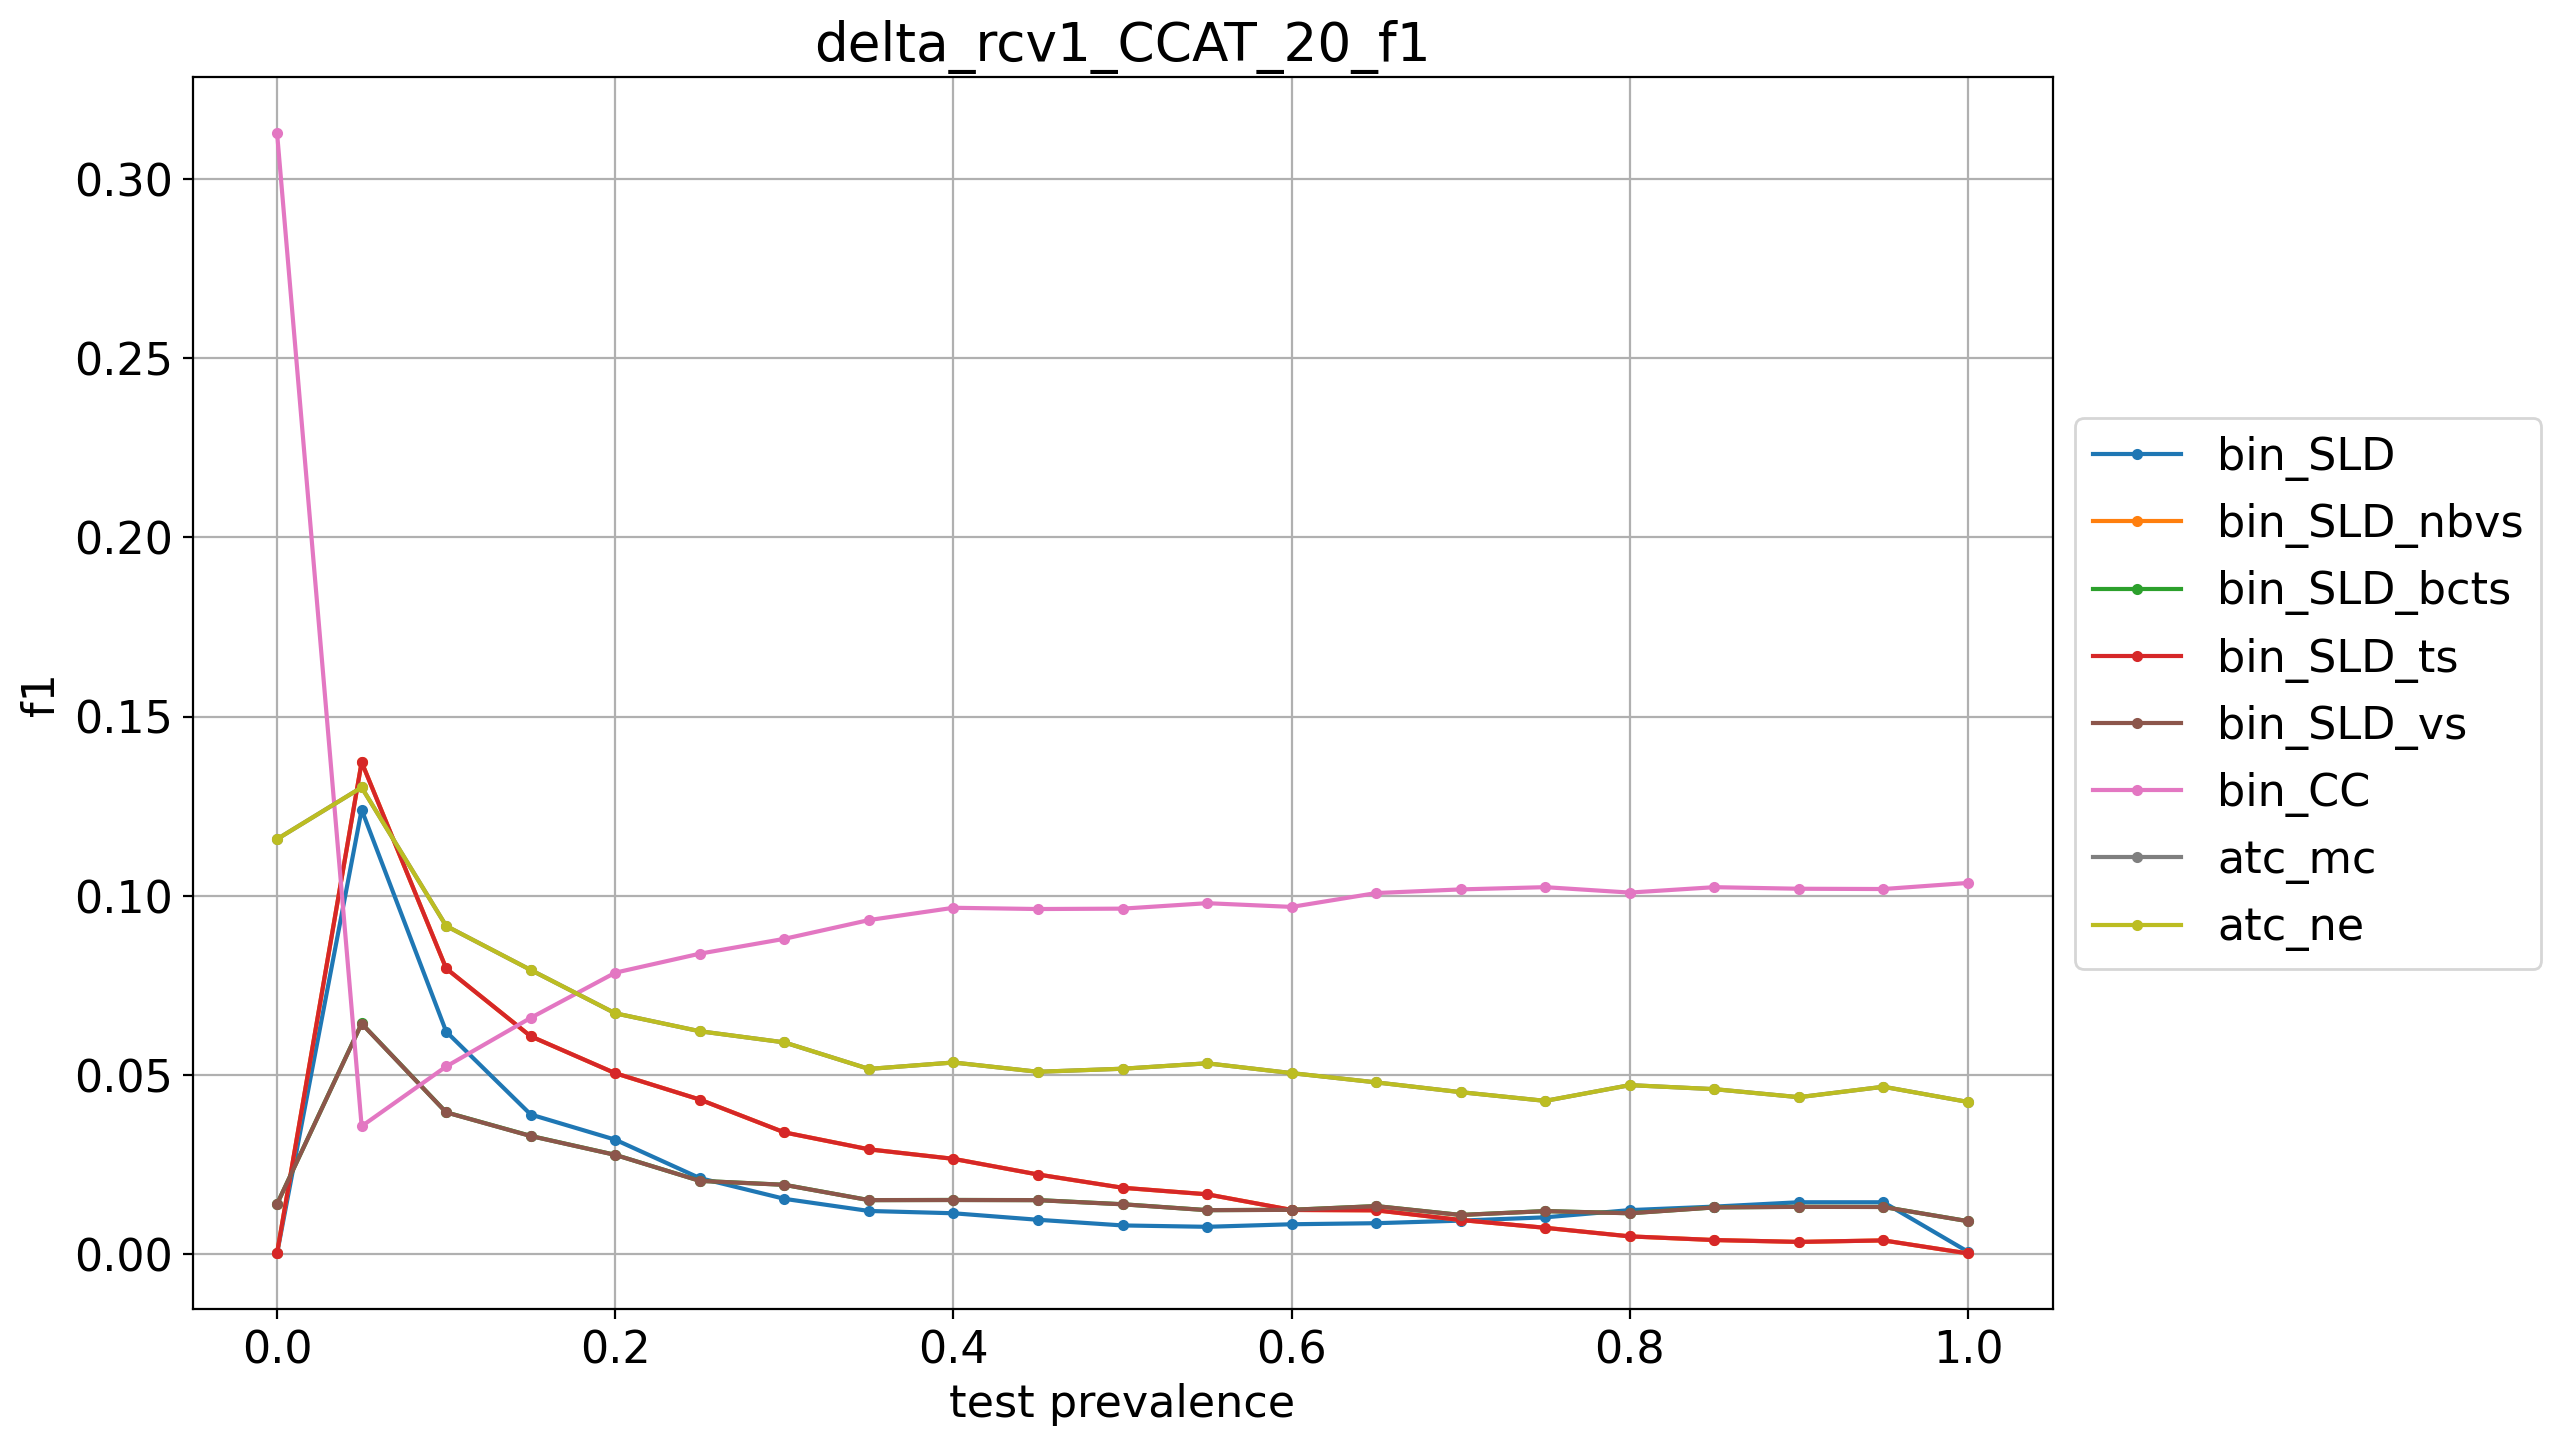 delta_rcv1_CCAT_20_f1
f1
0.30
0.25
0.20
0.15
0.10
0.05
0.00
0.0 0.2 0.4 0.6 0.8 1.0
test prevalence
bin_SLD
bin_SLD_nbvs
bin_SLD_bcts
bin_SLD_ts
bin_SLD_vs
bin_CC
atc_mc
atc_ne